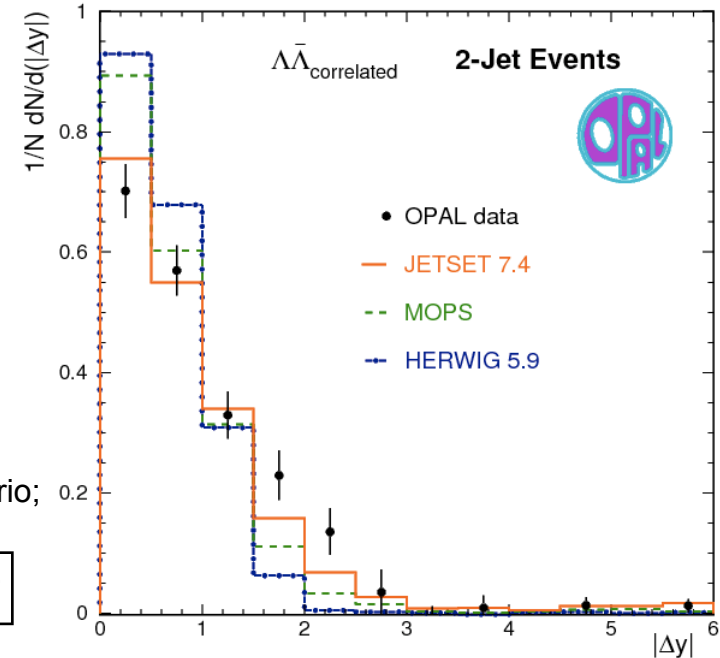 1/N dN/d(|Δy|)
ΛΛ̄correlated 2-Jet Events
OPAL
OPAL data
JETSET 7.4
MOPS
HERWIG 5.9
rio;
1
0.8
0.6
0.4
0.2
0
0 1 2 3 4 5 6
|Δy|